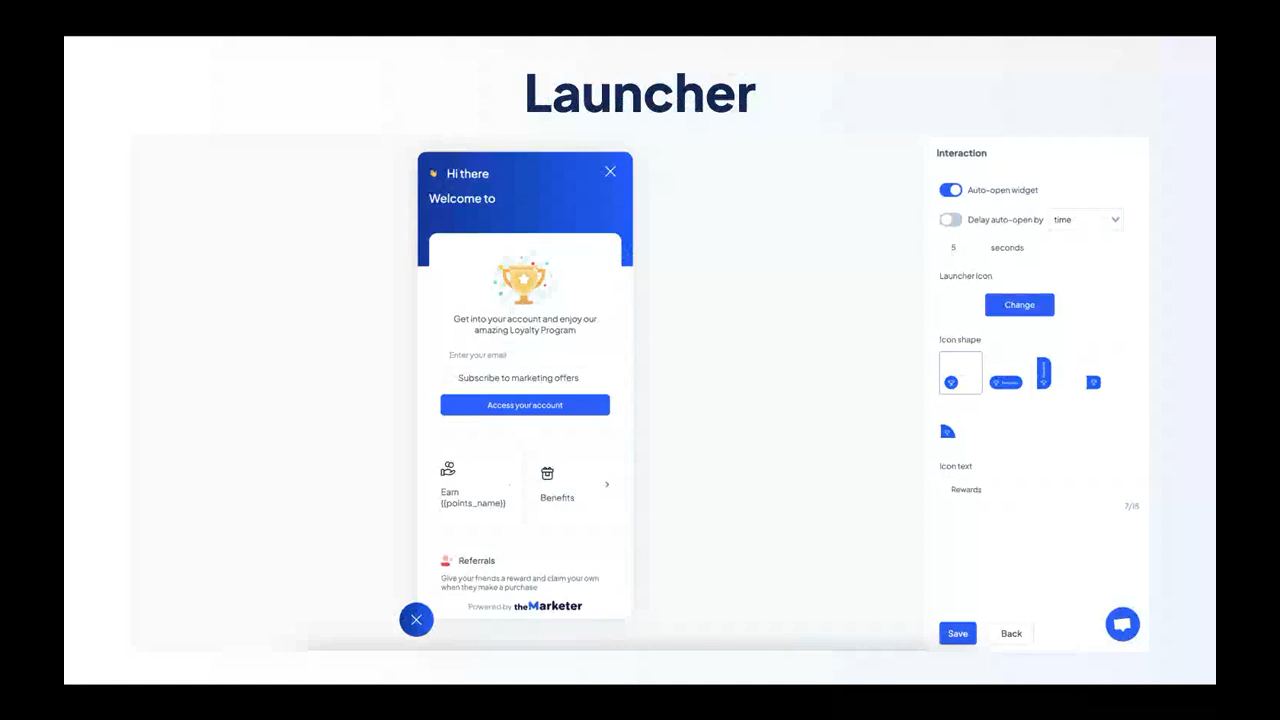 Launcher
Hi there
Welcome to
Get into your account and enjoy our
amazing Loyalty Program
Enter your email
Subscribe to marketing offers
Access your account
Earn
{{points_name}}
Benefits
Referrals
Give your friends a reward and claim your own
when they make a purchase
Powered by theMarketer
Interaction
Auto-open widget
Delay auto-open by time
5 seconds
Launcher Icon
Change
Icon shape
Icon text
Rewards
7/15
Save
Back